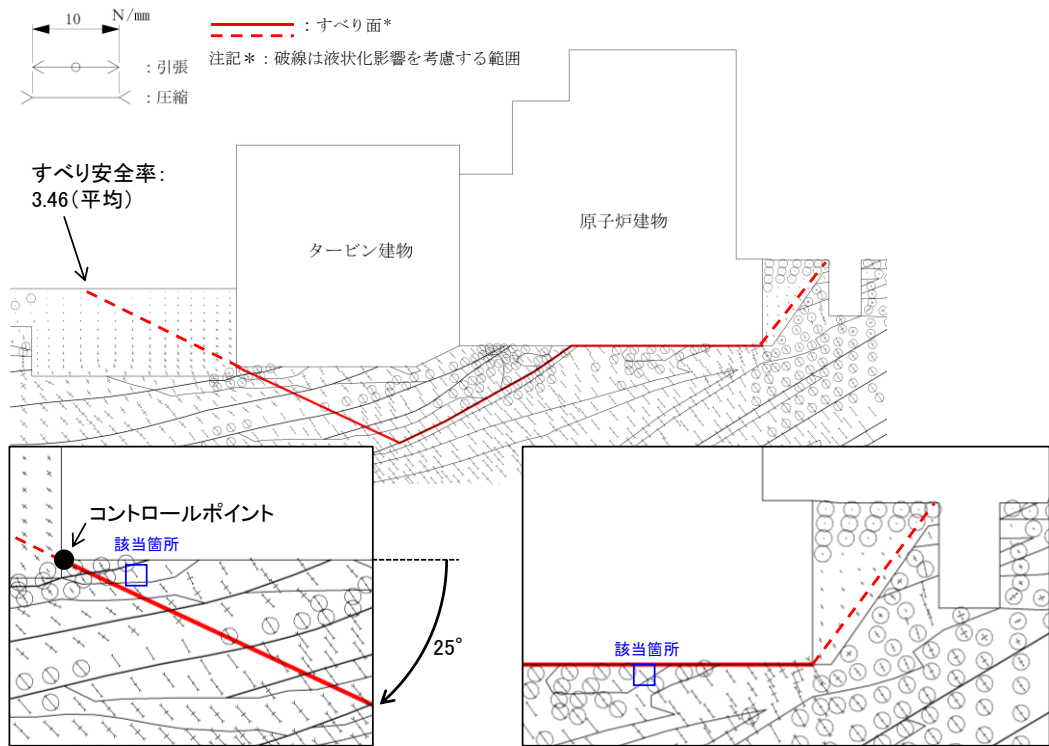 10 N/mm
：引張
：圧縮
：すべり面*
注記＊：破線は液状化影響を考慮する範囲
すべり安全率：
3.46（平均）
タービン建物
原子炉建物
コントロールポイント
該当箇所
25°
該当箇所